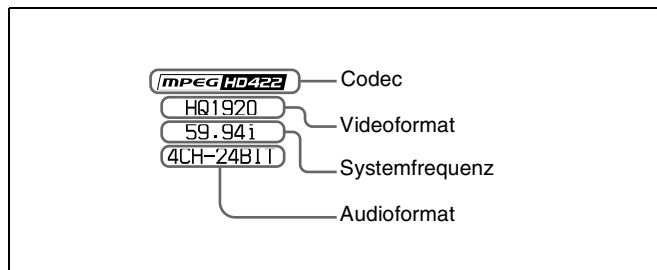 MPEG HD422
Codec
HQ1920
Videoformat
59.94i
Systemfrequenz
4CH-24BIT
Audioformat